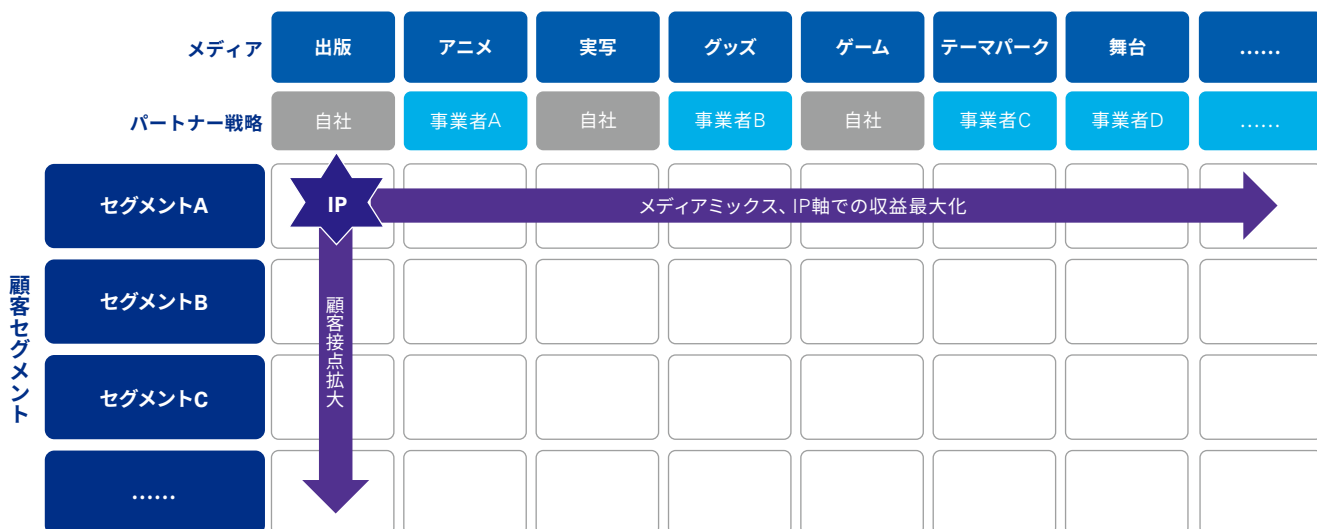 メディア 出版 アニメ 実写 グッズ ゲーム テーマパーク 舞台 ......
パートナー戦略 自社 事業者A 自社 事業者B 自社 事業者C 事業者D ......
顧客セグメント
セグメントA
IP
メディアミックス、IP軸での収益最大化
セグメントB
顧客接点拡大
セグメントC
......